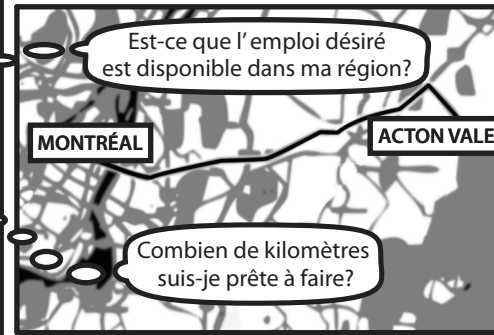 Est-ce que l'emploi désiré
est disponible dans ma région?
MONTRÉAL
ACTON VALE
Combien de kilomètres
suis-je prête à faire?